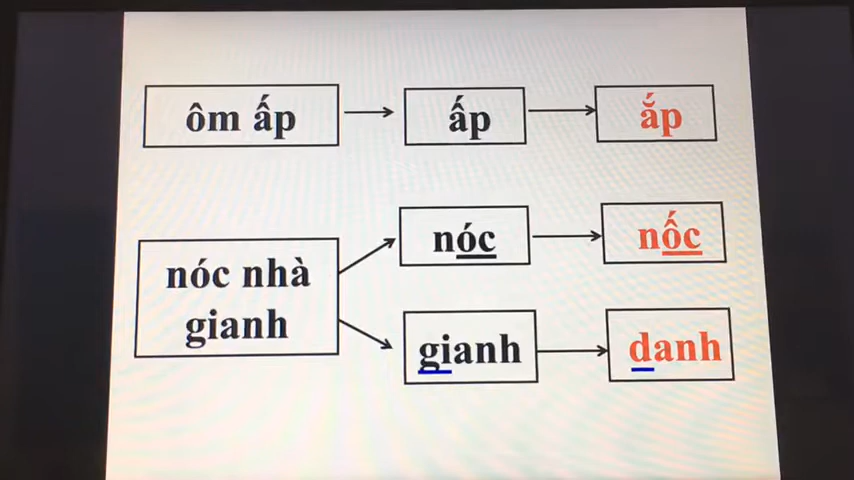 ôm ấp
ấp
ắp
nóc
nốc
nóc nhà
gianh
gianh
danh